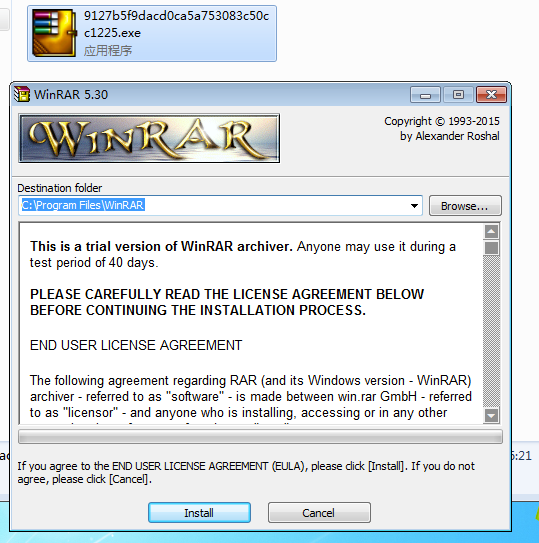 9127b5f9dacd0ca5a753083c50c
c1225.exe
应用程序
WinRAR 5.30
WINRAR
Copyright © 1993-2015
by Alexander Roshal
Destination folder
C:\Program Files\WinRAR
Browse...
This is a trial version of WinRAR archiver. Anyone may use it during a
test period of 40 days.
PLEASE CAREFULLY READ THE LICENSE AGREEMENT BELOW
BEFORE CONTINUING THE INSTALLATION PROCESS.
END USER LICENSE AGREEMENT
The following agreement regarding RAR (and its Windows version - WinRAR)
archiver - referred to as "software" - is made between win.rar GmbH - referred
to as "licensor" - and anyone who is installing, accessing or in any other
If you agree to the END USER LICENSE AGREEMENT (EULA), please click [Install]. If you do not
agree, please click [Cancel].
Install
Cancel